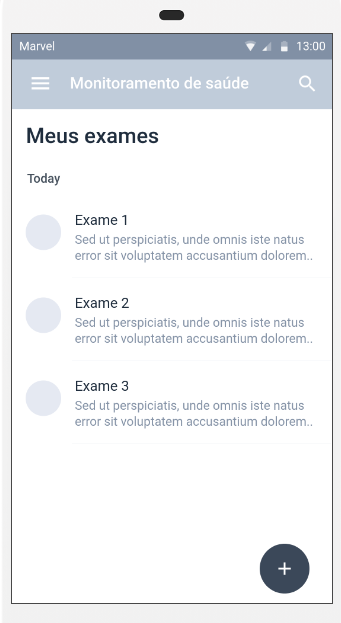 Marvel 13:00
Monitoramento de saúde
Meus exames
Today
Exame 1
Sed ut perspiciatis, unde omnis iste natus
error sit voluptatem accusantium dolorem..
Exame 2
Sed ut perspiciatis, unde omnis iste natus
error sit voluptatem accusantium dolorem..
Exame 3
Sed ut perspiciatis, unde omnis iste natus
error sit voluptatem accusantium dolorem..